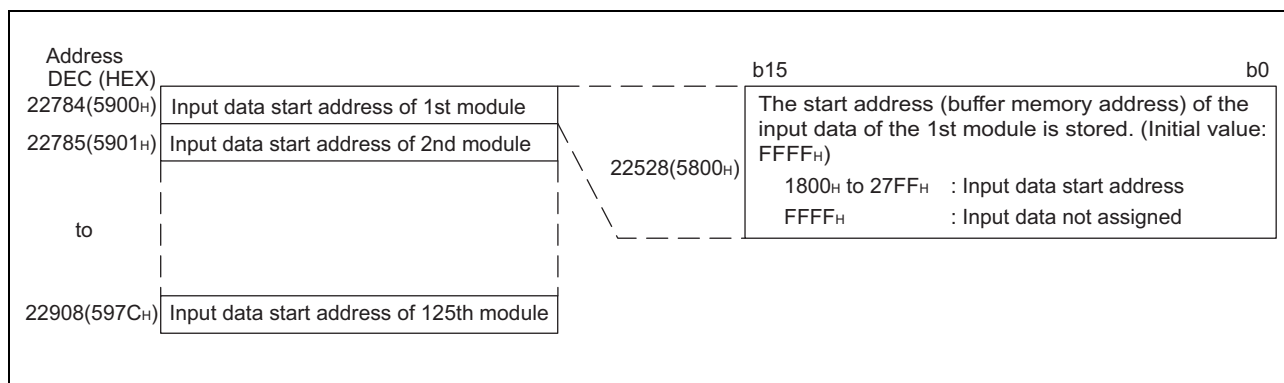 Address
DEC (HEX)
22784(5900H) Input data start address of 1st module
22785(5901H) Input data start address of 2nd module
to
22908(597CH) Input data start address of 125th module
b15 b0
22528(5800H)
The start address (buffer memory address) of the
input data of the 1st module is stored. (Initial value:
FFFFH)
1800H to 27FFH : Input data start address
FFFFH : Input data not assigned